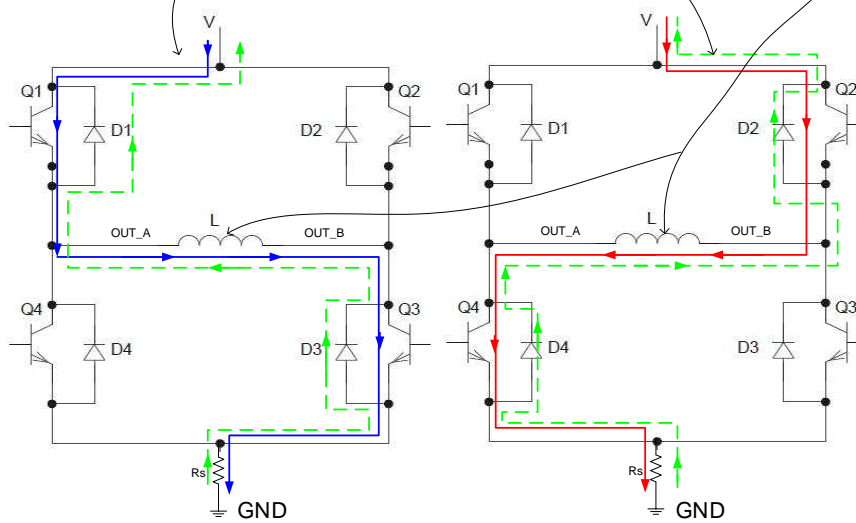 V
Q1
Q2
D1
D2
L
OUT_A
OUT_B
Q4
Q3
D4
D3
Rs
GND
V
Q1
Q2
D1
D2
L
OUT_A
OUT_B
Q4
Q3
D4
D3
Rs
GND